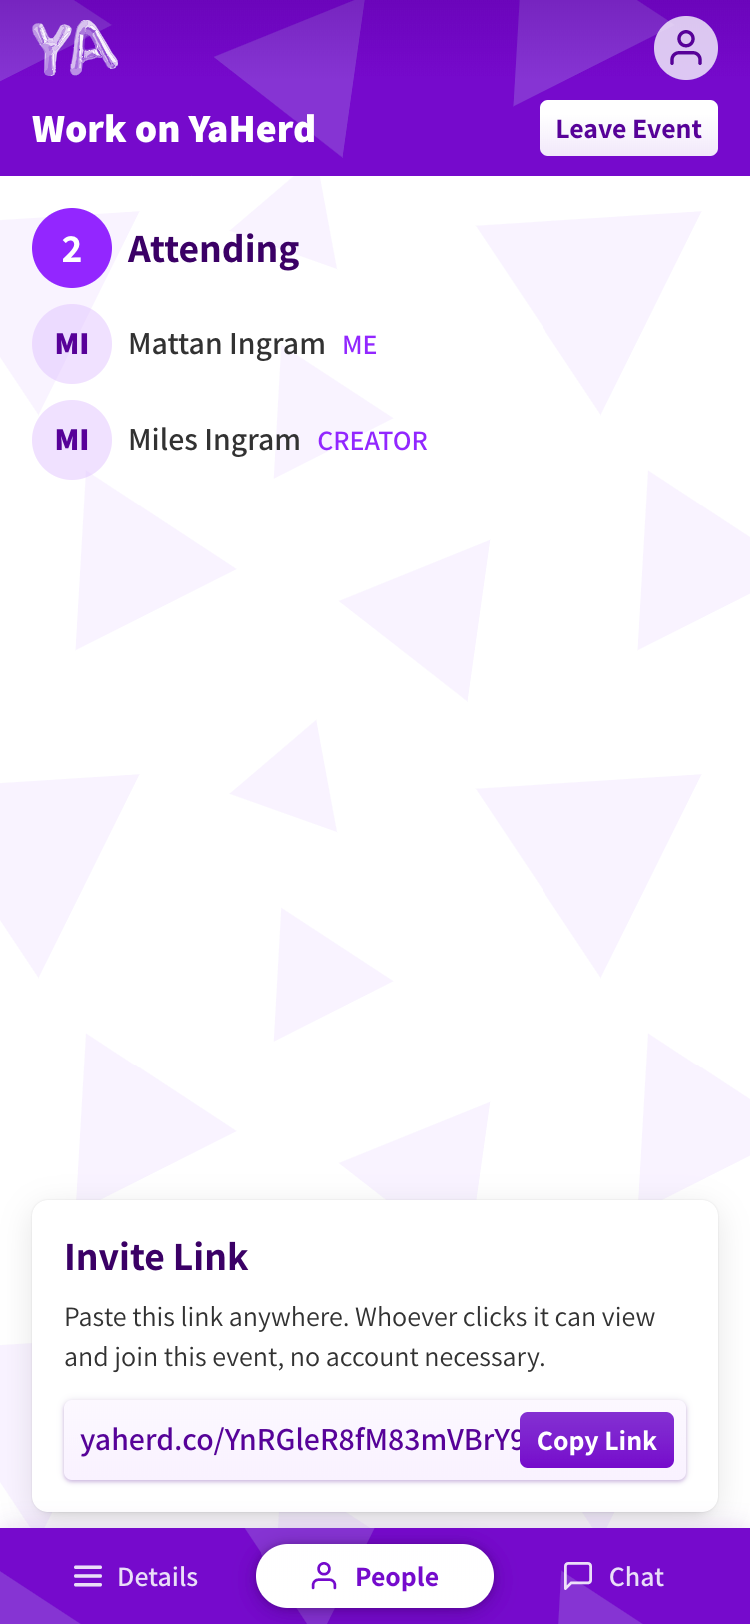 YA
Work on YaHerd
Leave Event
2 Attending
MI Mattan Ingram ME
MI Miles Ingram CREATOR
Invite Link
Paste this link anywhere. Whoever clicks it can view
and join this event, no account necessary.
yaherd.co/YnRGleR8fM83mVBrY9
Copy Link
Details
People
Chat